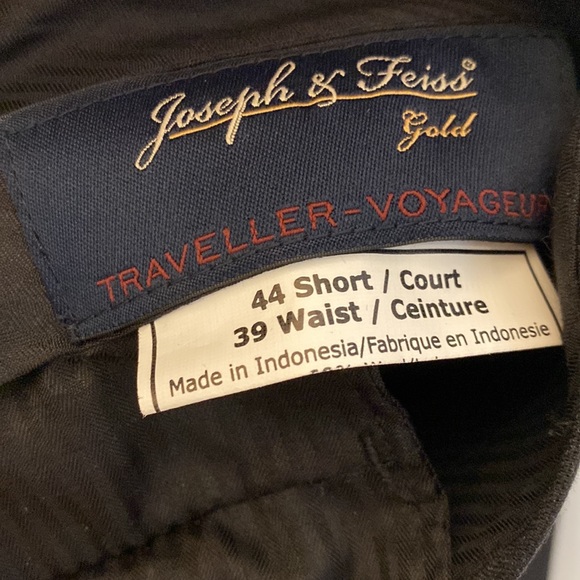 Joseph & Feiss®
Gold
TRAVELLER-VOYAGEUR
44 Short / Court
39 Waist / Ceinture
Made in Indonesia/Fabrique en Indonesie